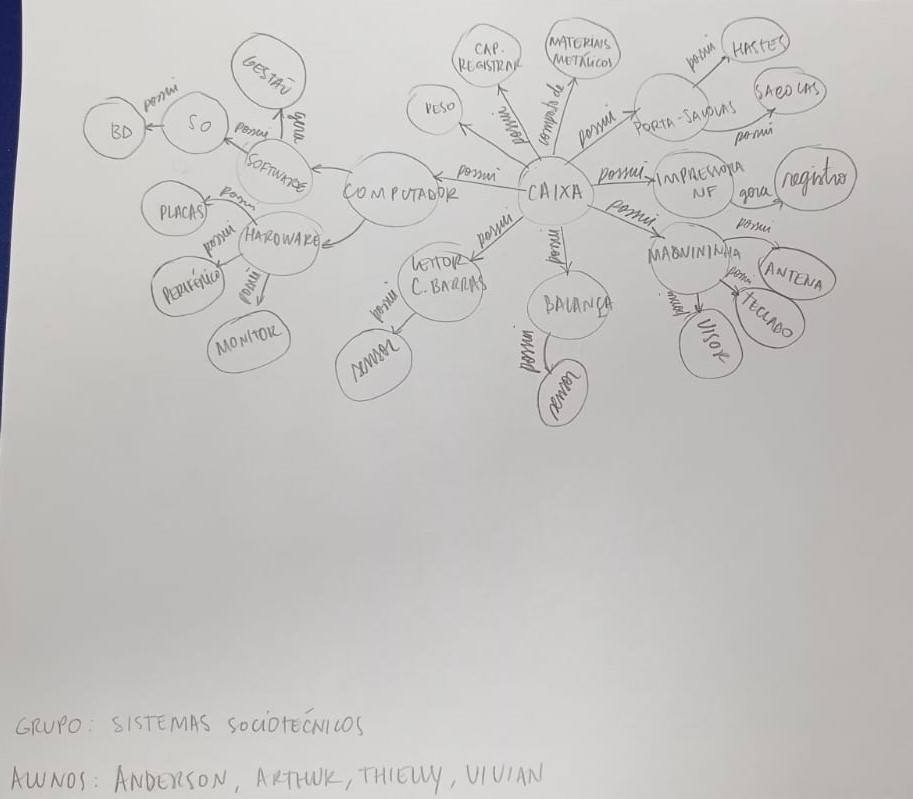 MATERIAIS
METÁLICOS
CAP.
REGISTRAR
HASTES
possui
GESTÃO
PESO
possui
SACOLAS
possui
possui
PORTA-SACOLAS
possui
BD
SO
possui
gera
possui
SOFTWARE
possui
COMPUTADOR
CAIXA
possui
IMPRESSORA
NF
gera
registro
PLACAS
possui
HARDWARE
possui
possui
possui
possui
MAQUININHA
possui
ANTENA
PERIFÉRICO
possui
LEITOR
C. BARRAS
BALANÇA
possui
TECLADO
possui
MONITOR
possui
sensor
possui
VISOR
sensor
GRUPO: SISTEMAS SOCIOTÉCNICOS
ALUNOS: ANDERSON, ARTHUR, THIELLY, VIVIAN